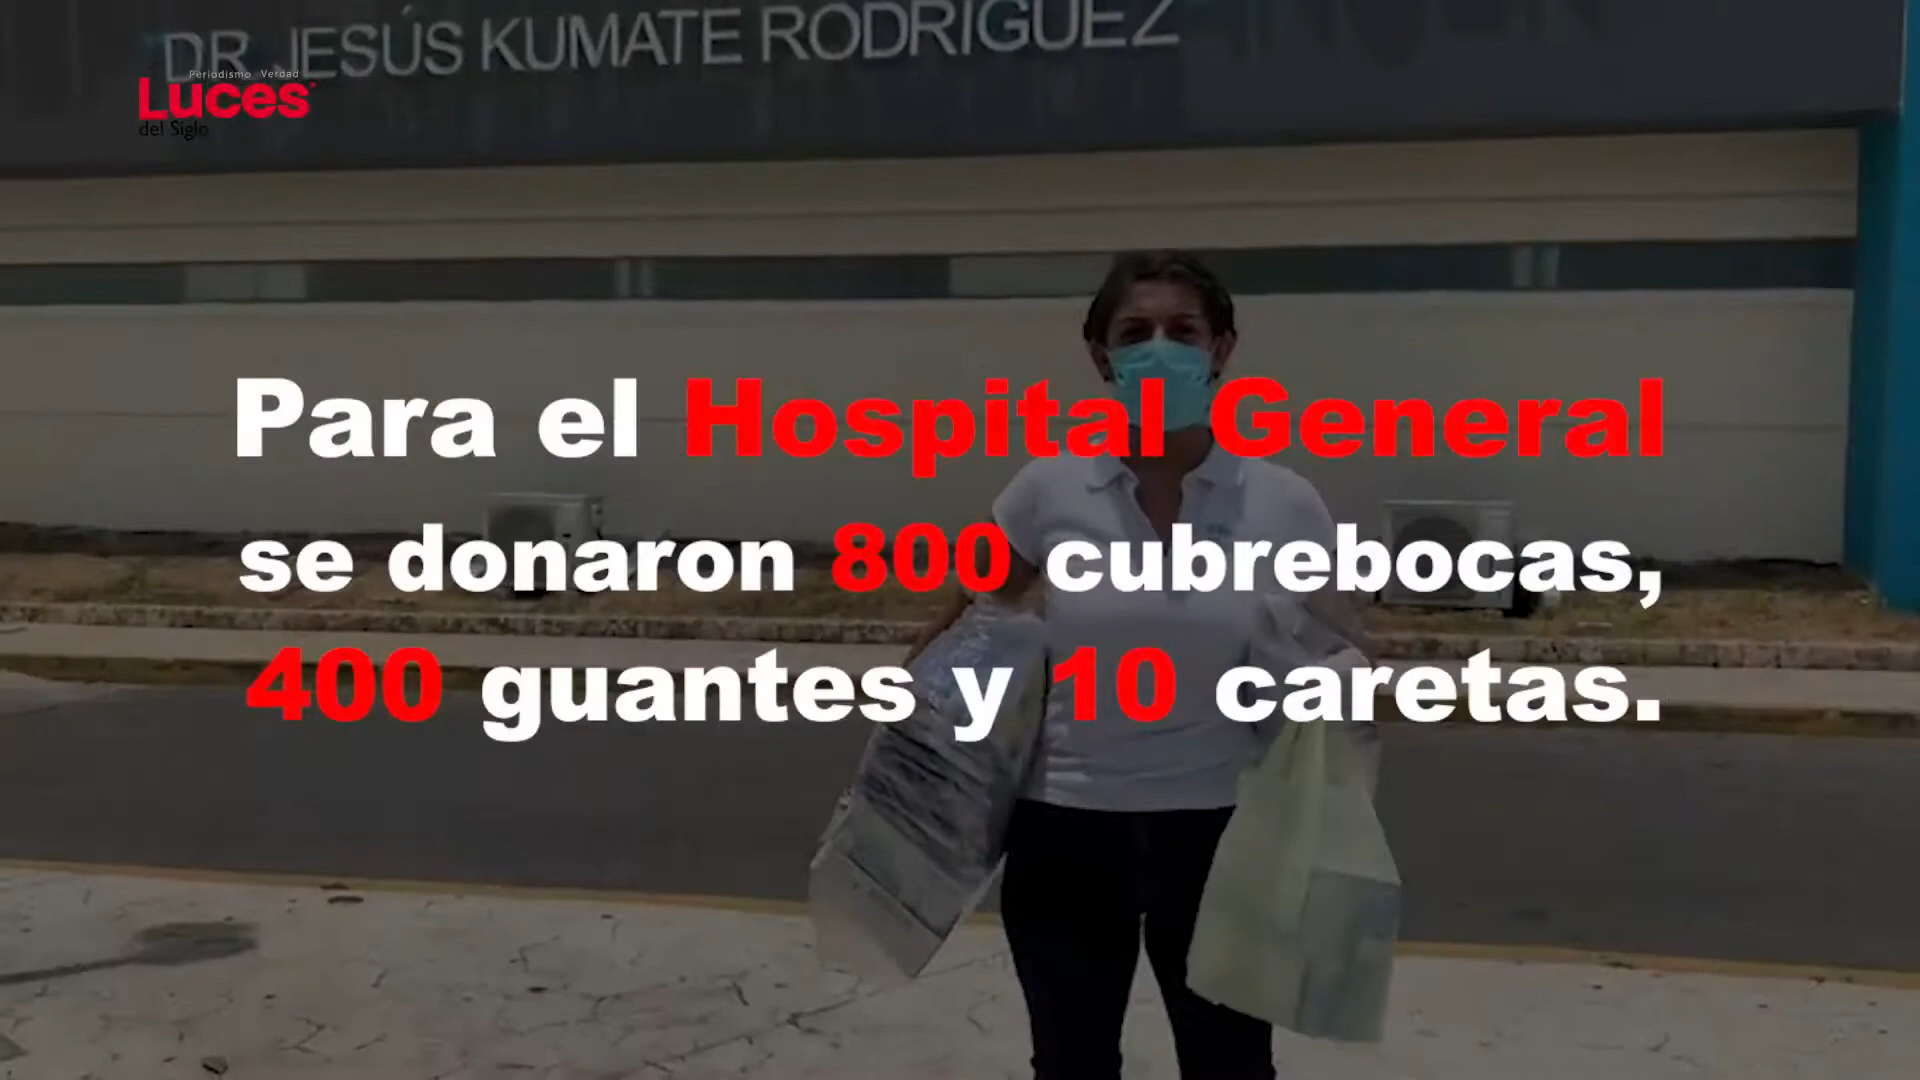 DR. JESÚS KUMATE RODRÍGUEZ
Periodismo Verdad
Luces
del Siglo
Para el Hospital General
se donaron 800 cubrebocas,
400 guantes y 10 caretas.